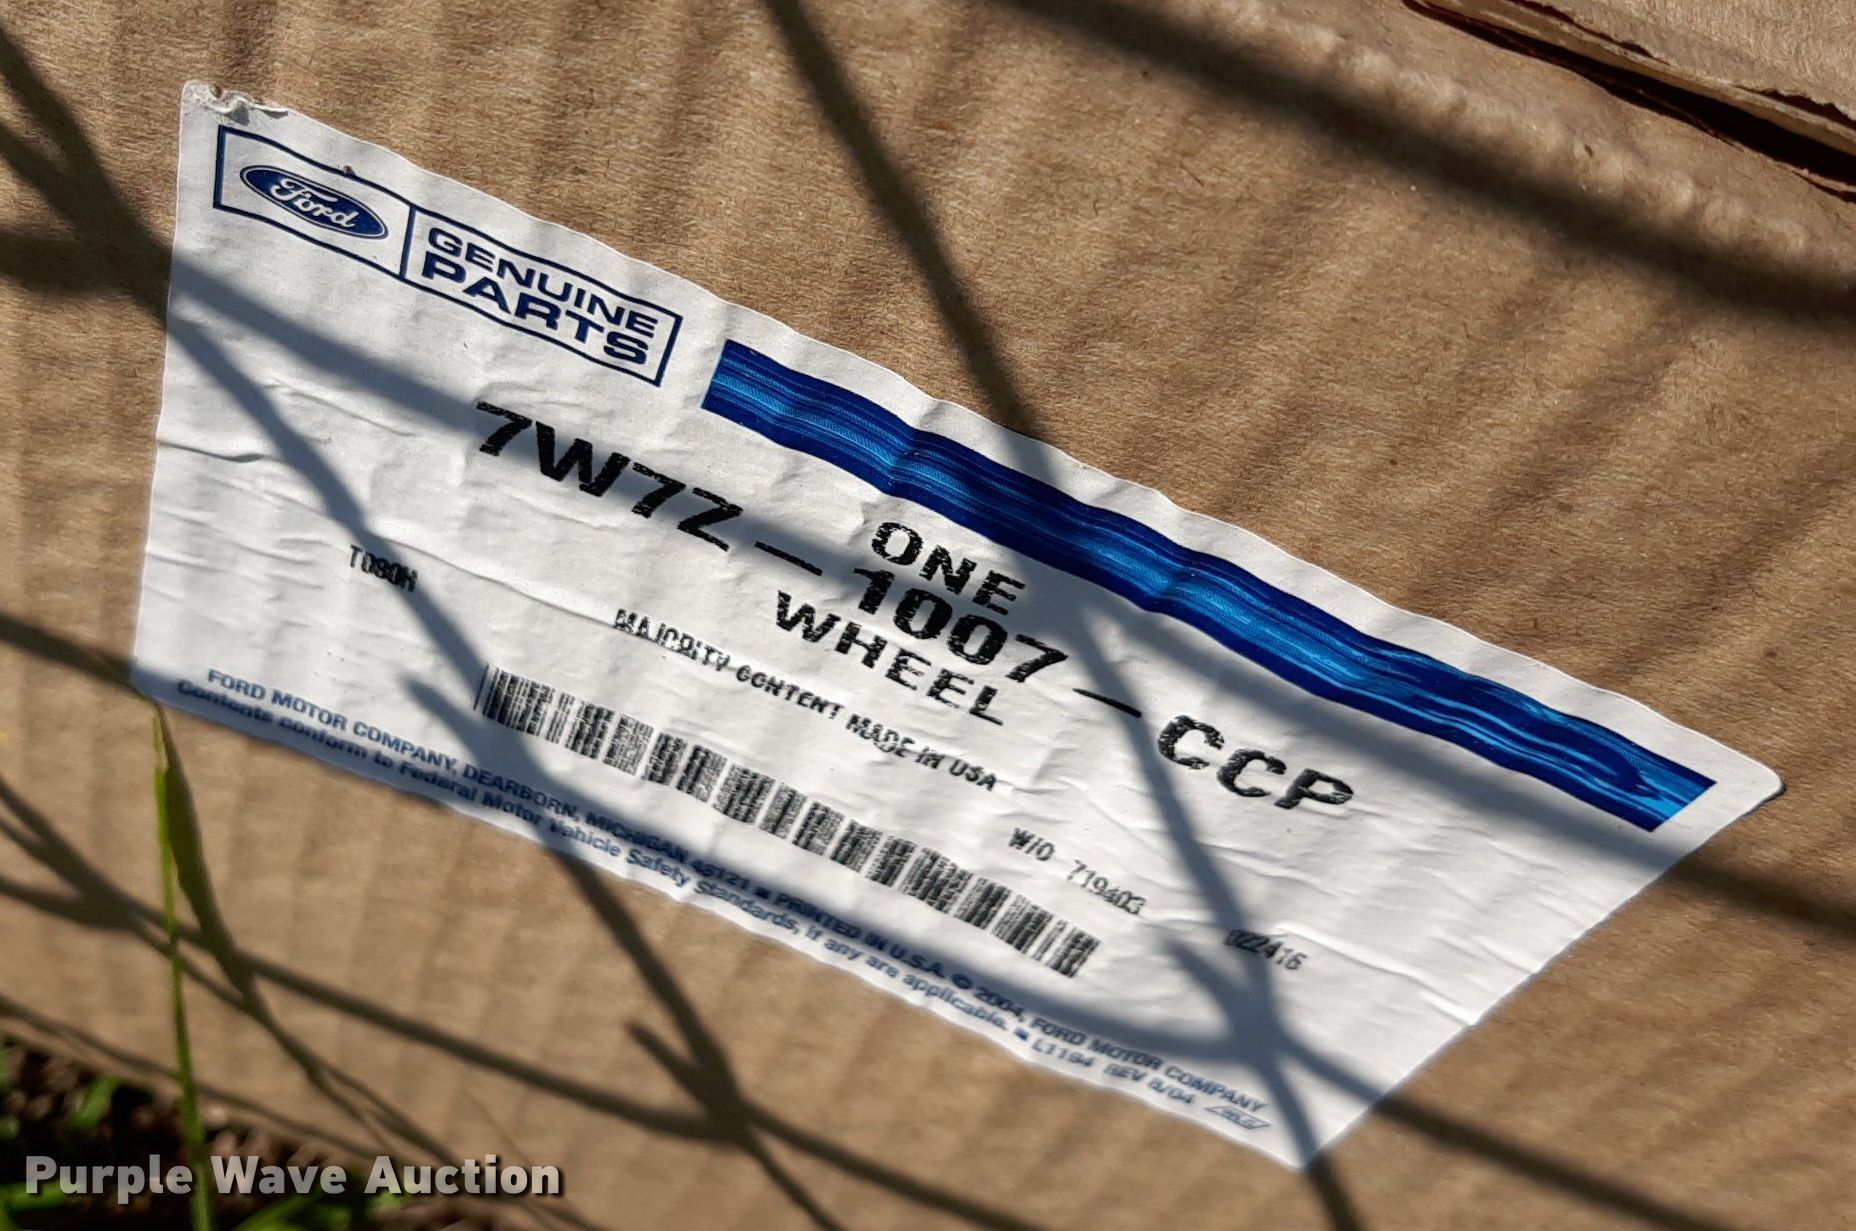 Ford
GENUINE
PARTS
ONE
7W7Z-1007-CCP
WHEEL
MAJORITY CONTENT MADE IN USA
W/O 719403
022416
FORD MOTOR COMPANY, DEARBORN, MICHIGAN 48121 ■ PRINTED IN U.S.A. © 2004, FORD MOTOR COMPANY
Contents conform to Federal Motor Vehicle Safety Standards, if any are applicable. ■ L1194 REV 6/04
Purple Wave Auction